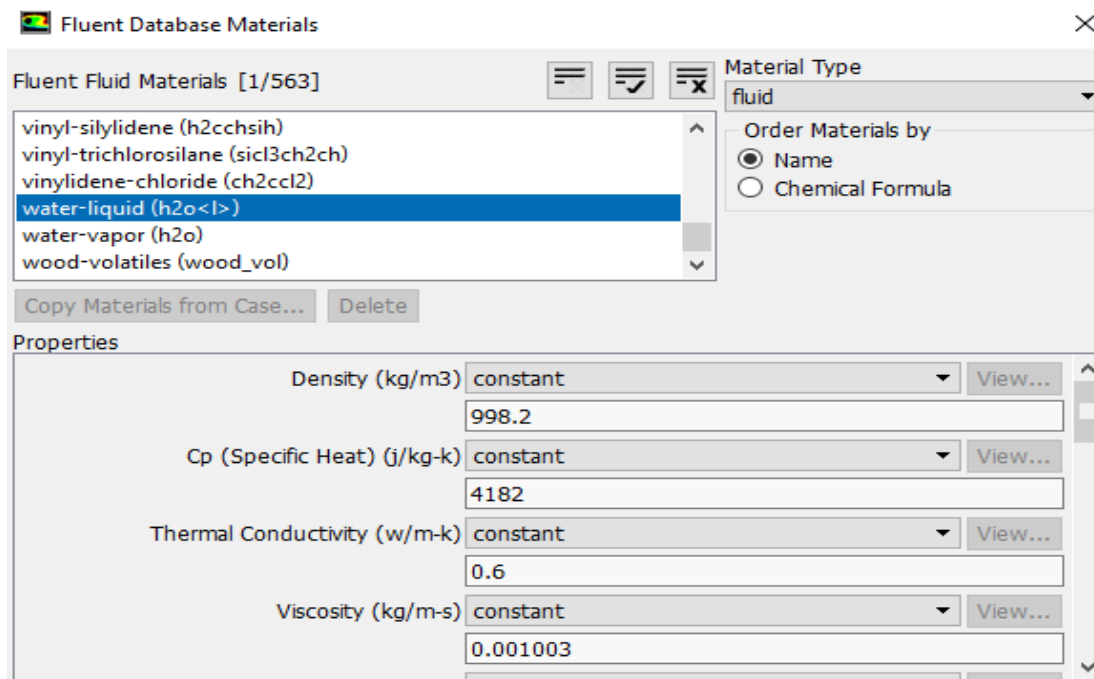 Fluent Database Materials
Fluent Fluid Materials [1/563]
Material Type
fluid
Order Materials by
Name
Chemical Formula
vinyl-silylidene (h2cchsih)
vinyl-trichlorosilane (sicl3ch2ch)
vinylidene-chloride (ch2ccl2)
water-liquid (h2o<l>)
water-vapor (h2o)
wood-volatiles (wood_vol)
Copy Materials from Case... Delete
Properties
Density (kg/m3) constant View...
998.2
Cp (Specific Heat) (j/kg-k) constant View...
4182
Thermal Conductivity (w/m-k) constant View...
0.6
Viscosity (kg/m-s) constant View...
0.001003